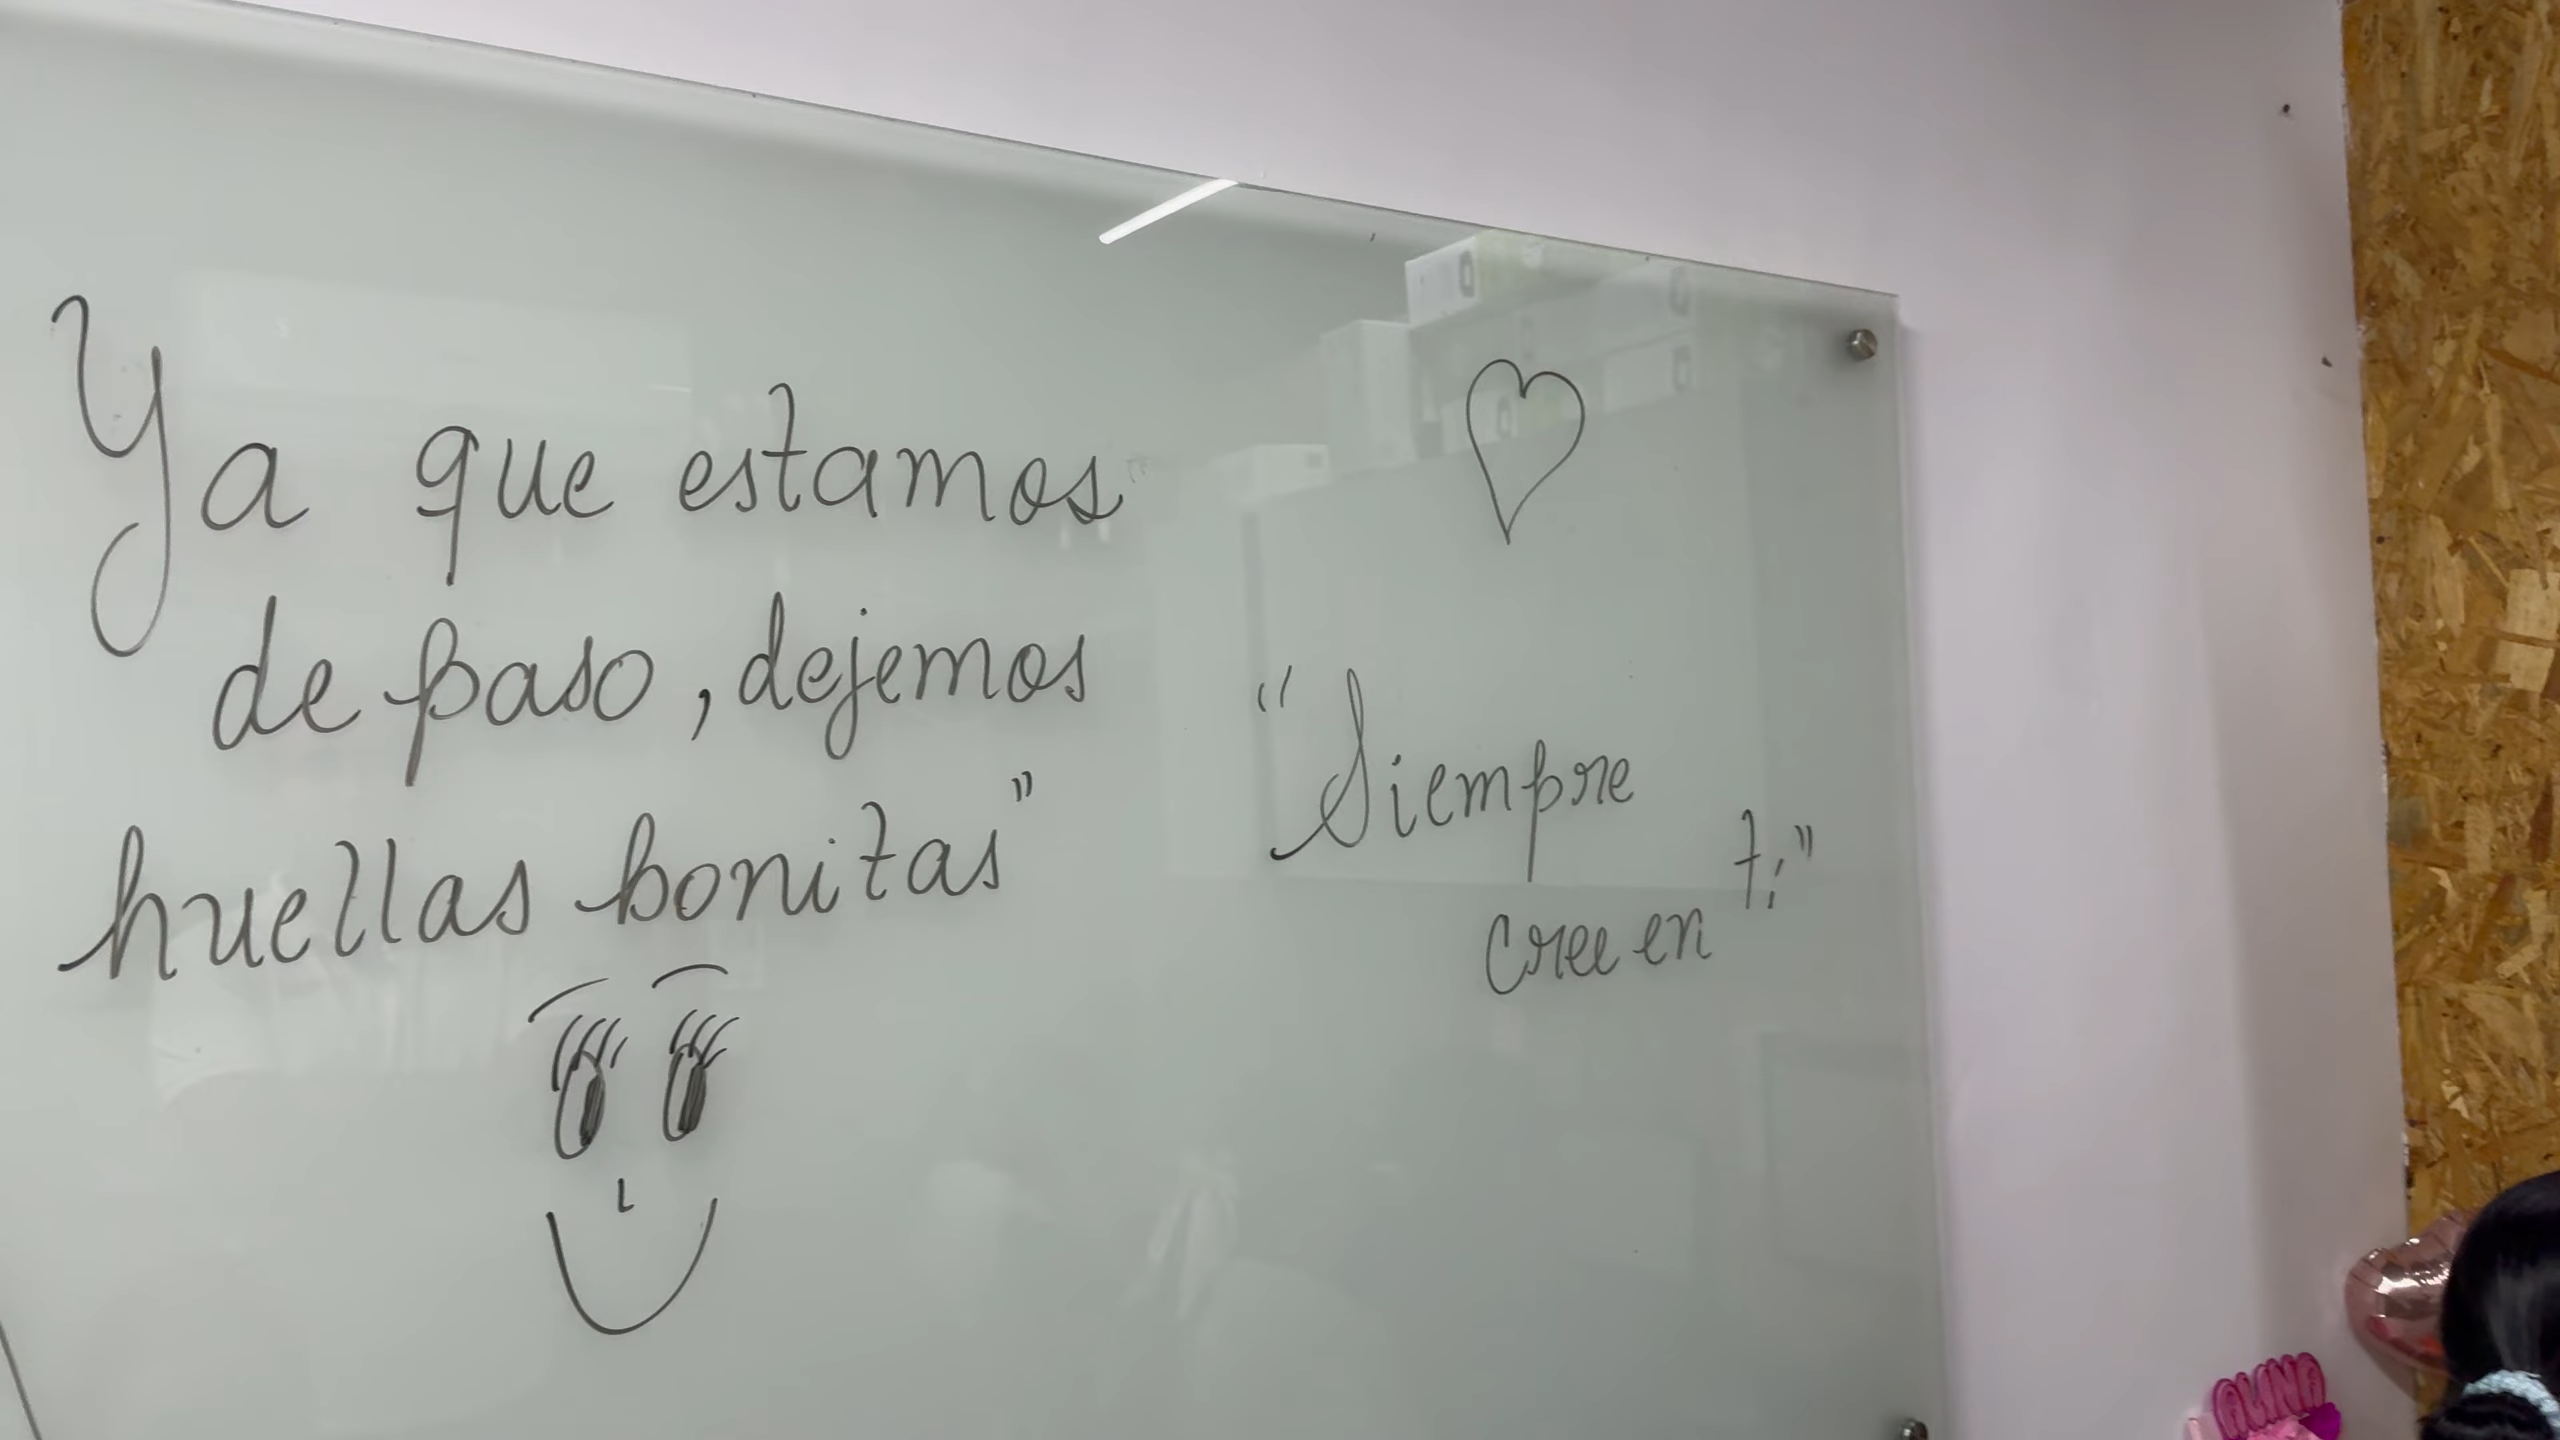 Ya que estamos
de paso, dejemos
huellas bonitas"
"Siempre
cree en ti"